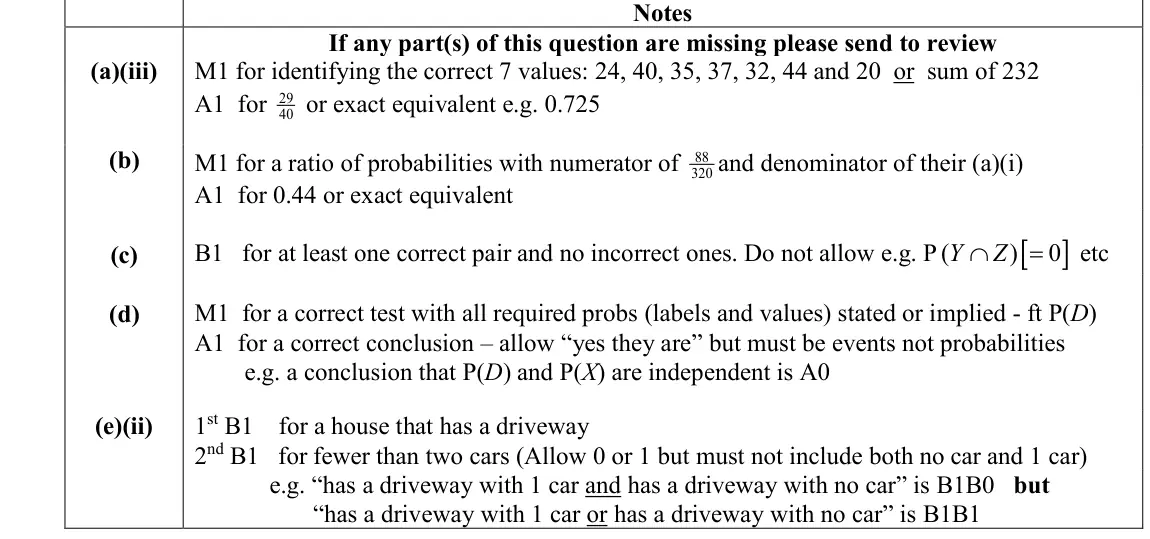 Notes
If any part(s) of this question are missing please send to review
(a)(iii) M1 for identifying the correct 7 values: 24, 40, 35, 37, 32, 44 and 20 or sum of 232
A1 for 29/40 or exact equivalent e.g. 0.725
(b) M1 for a ratio of probabilities with numerator of 88/320 and denominator of their (a)(i)
A1 for 0.44 or exact equivalent
(c) B1 for at least one correct pair and no incorrect ones. Do not allow e.g. P(Y∩Z)[=0] etc
(d) M1 for a correct test with all required probs (labels and values) stated or implied - ft P(D)
A1 for a correct conclusion – allow “yes they are” but must be events not probabilities
e.g. a conclusion that P(D) and P(X) are independent is A0
(e)(ii) 1st B1 for a house that has a driveway
2nd B1 for fewer than two cars (Allow 0 or 1 but must not include both no car and 1 car)
e.g. “has a driveway with 1 car and has a driveway with no car” is B1B0 but
“has a driveway with 1 car or has a driveway with no car” is B1B1